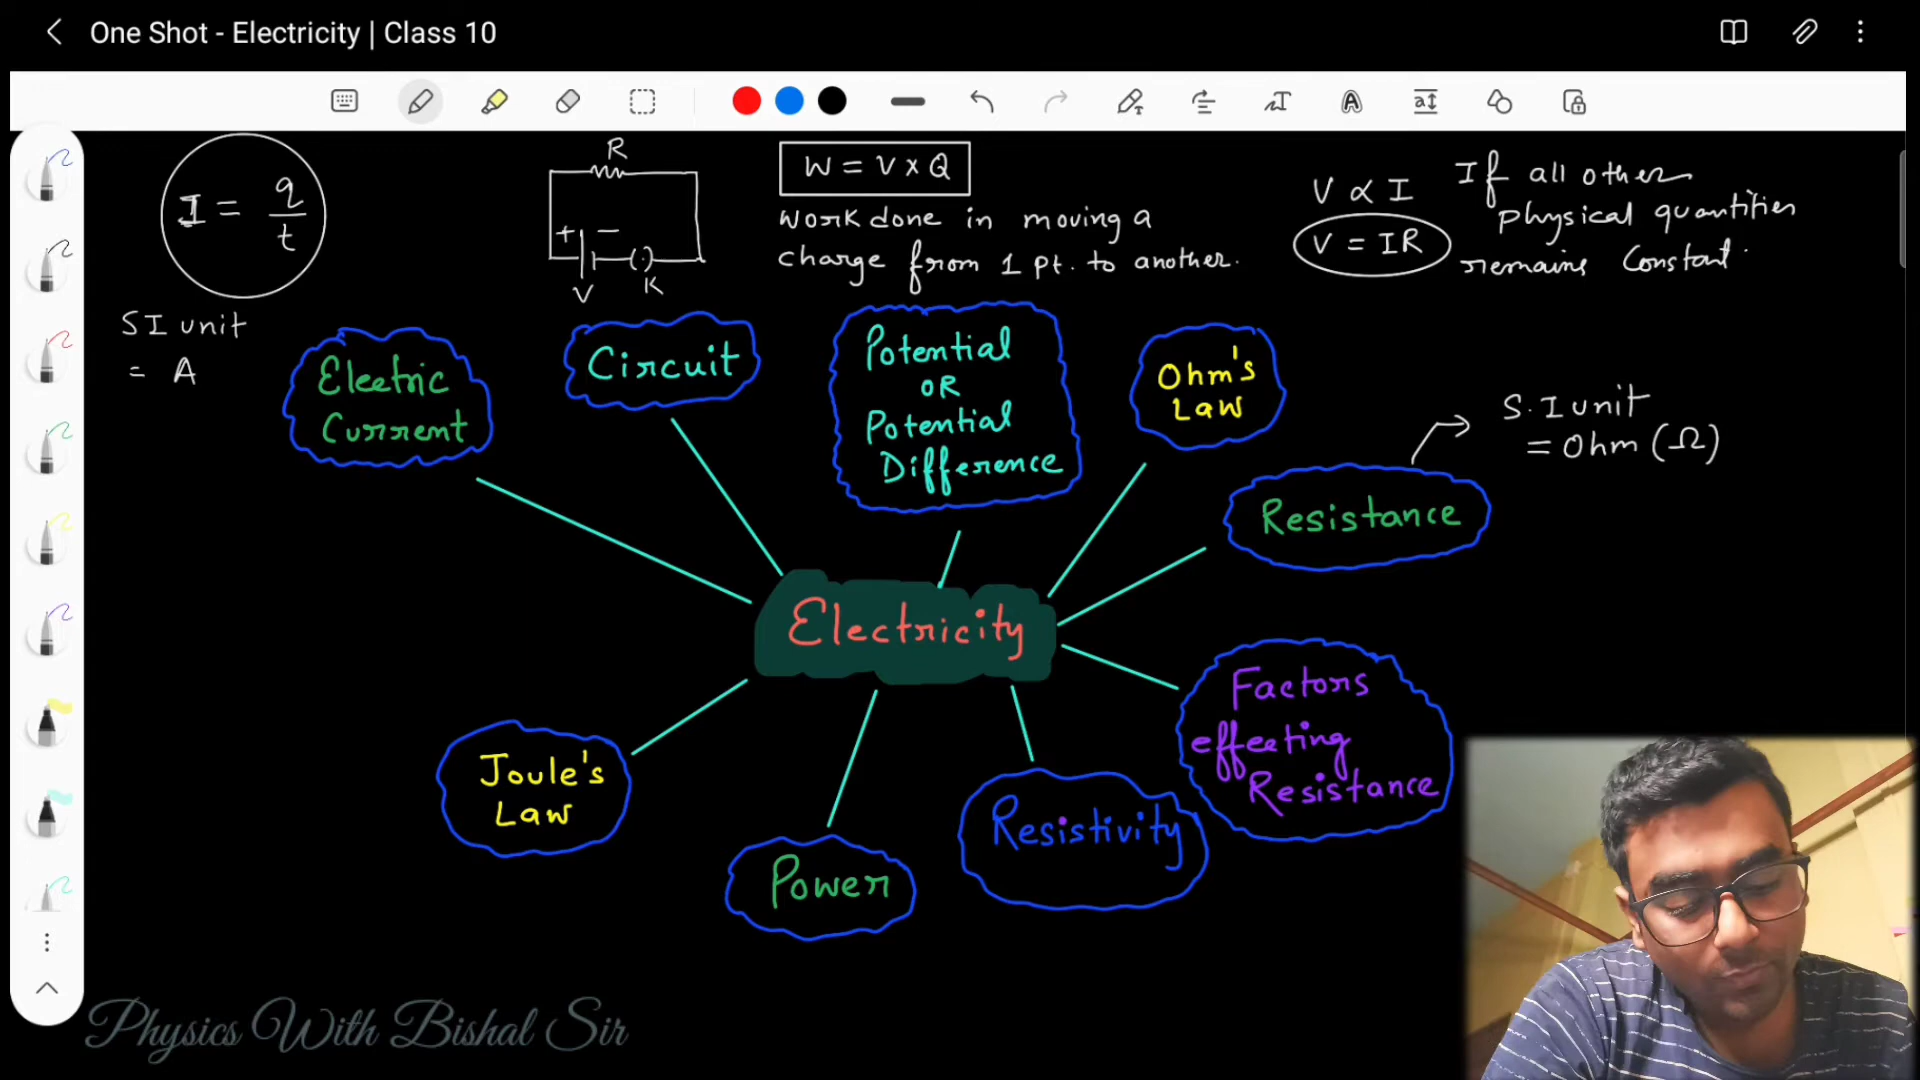 One Shot - Electricity | Class 10
I = q/t
SI unit
= A
R
+ −
V
K
W = V × Q
Work done in moving a
charge from 1 pt. to another.
V ∝ I
V = IR
If all other
physical quantities
remains constant.
Electric
Current
Circuit
Potential
OR
Potential
Difference
Ohm's
Law
Resistance
S.I unit
= Ohm (Ω)
Electricity
Factors
effecting
Resistance
Resistivity
Power
Joule's
Law
Physics With Bishal Sir